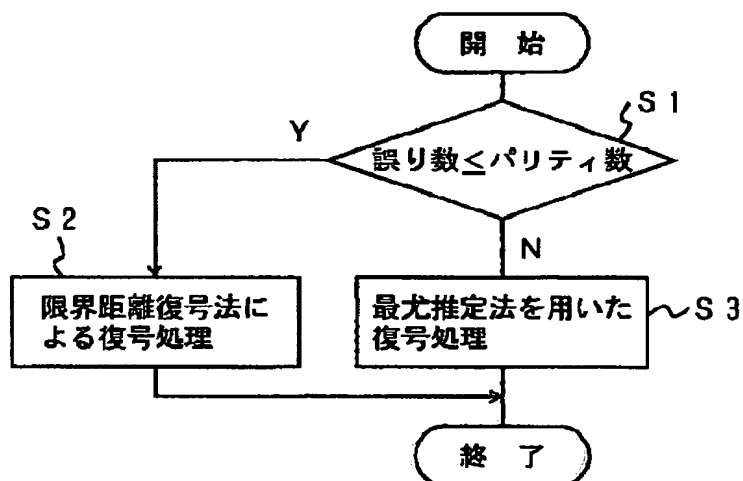 開 始
S1
Y
誤り数≦パリティ数
S2
N
限界距離復号法に
よる復号処理
最尤推定法を用いた
復号処理
S3
終 了